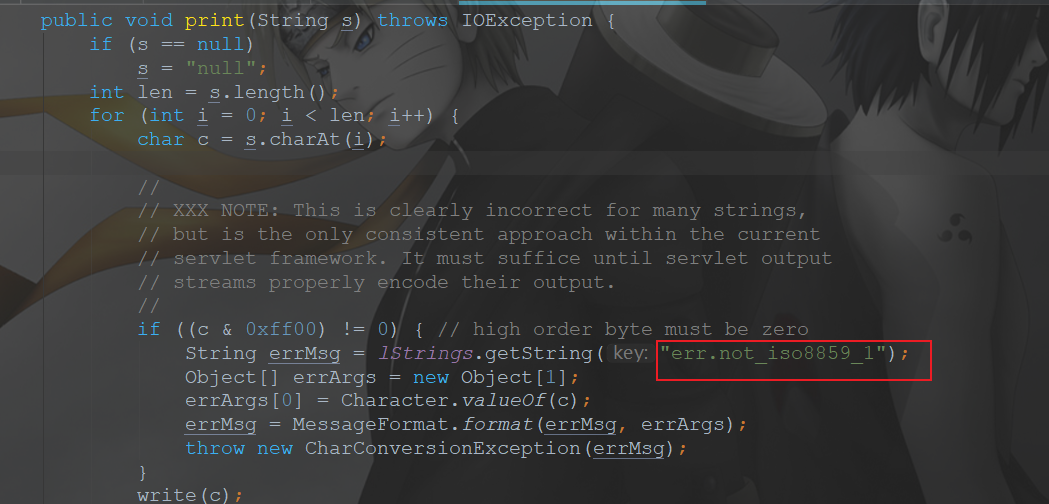 public void print(String s) throws IOException {
if (s == null)
s = "null";
int len = s.length();
for (int i = 0; i < len; i++) {
char c = s.charAt(i);
//
// XXX NOTE: This is clearly incorrect for many strings,
// but is the only consistent approach within the current
// servlet framework. It must suffice until servlet output
// streams properly encode their output.
//
if ((c & 0xff00) != 0) { // high order byte must be zero
String errMsg = lStrings.getString( key: "err.not_iso8859_1");
Object[] errArgs = new Object[1];
errArgs[0] = Character.valueOf(c);
errMsg = MessageFormat.format(errMsg, errArgs);
throw new CharConversionException(errMsg);
}
write(c);